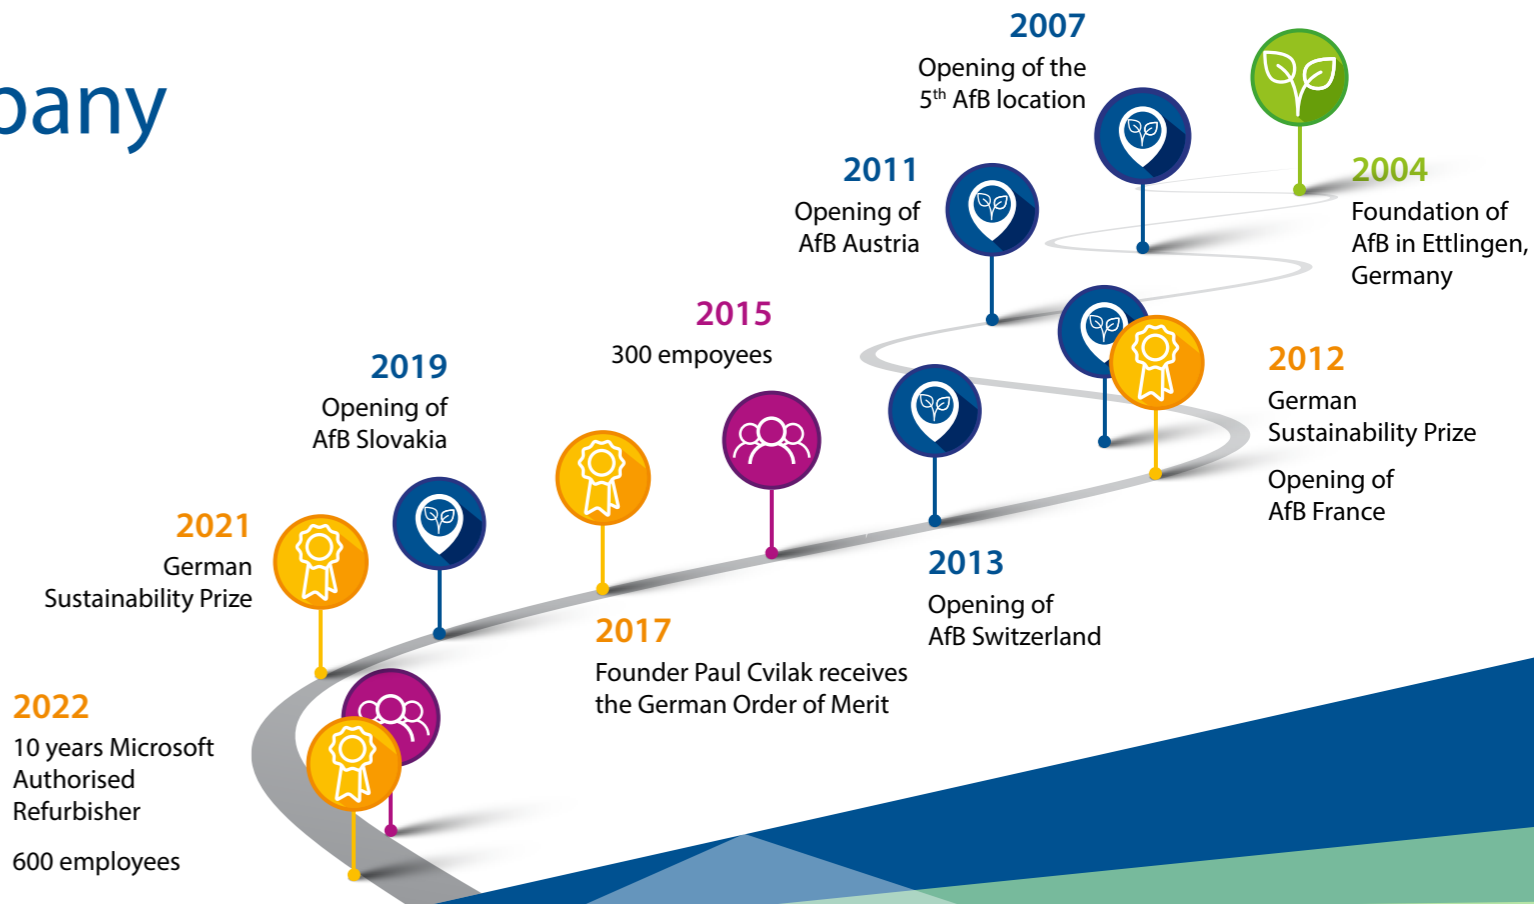 pany
2007
Opening of the
5th AfB location
2004
Foundation of
AfB in Ettlingen,
Germany
2011
Opening of
AfB Austria
2015
300 empoyees
2012
German
Sustainability Prize
Opening of
AfB France
2019
Opening of
AfB Slovakia
2013
Opening of
AfB Switzerland
2021
German
Sustainability Prize
2017
Founder Paul Cvilak receives
the German Order of Merit
2022
10 years Microsoft
Authorised
Refurbisher
600 employees